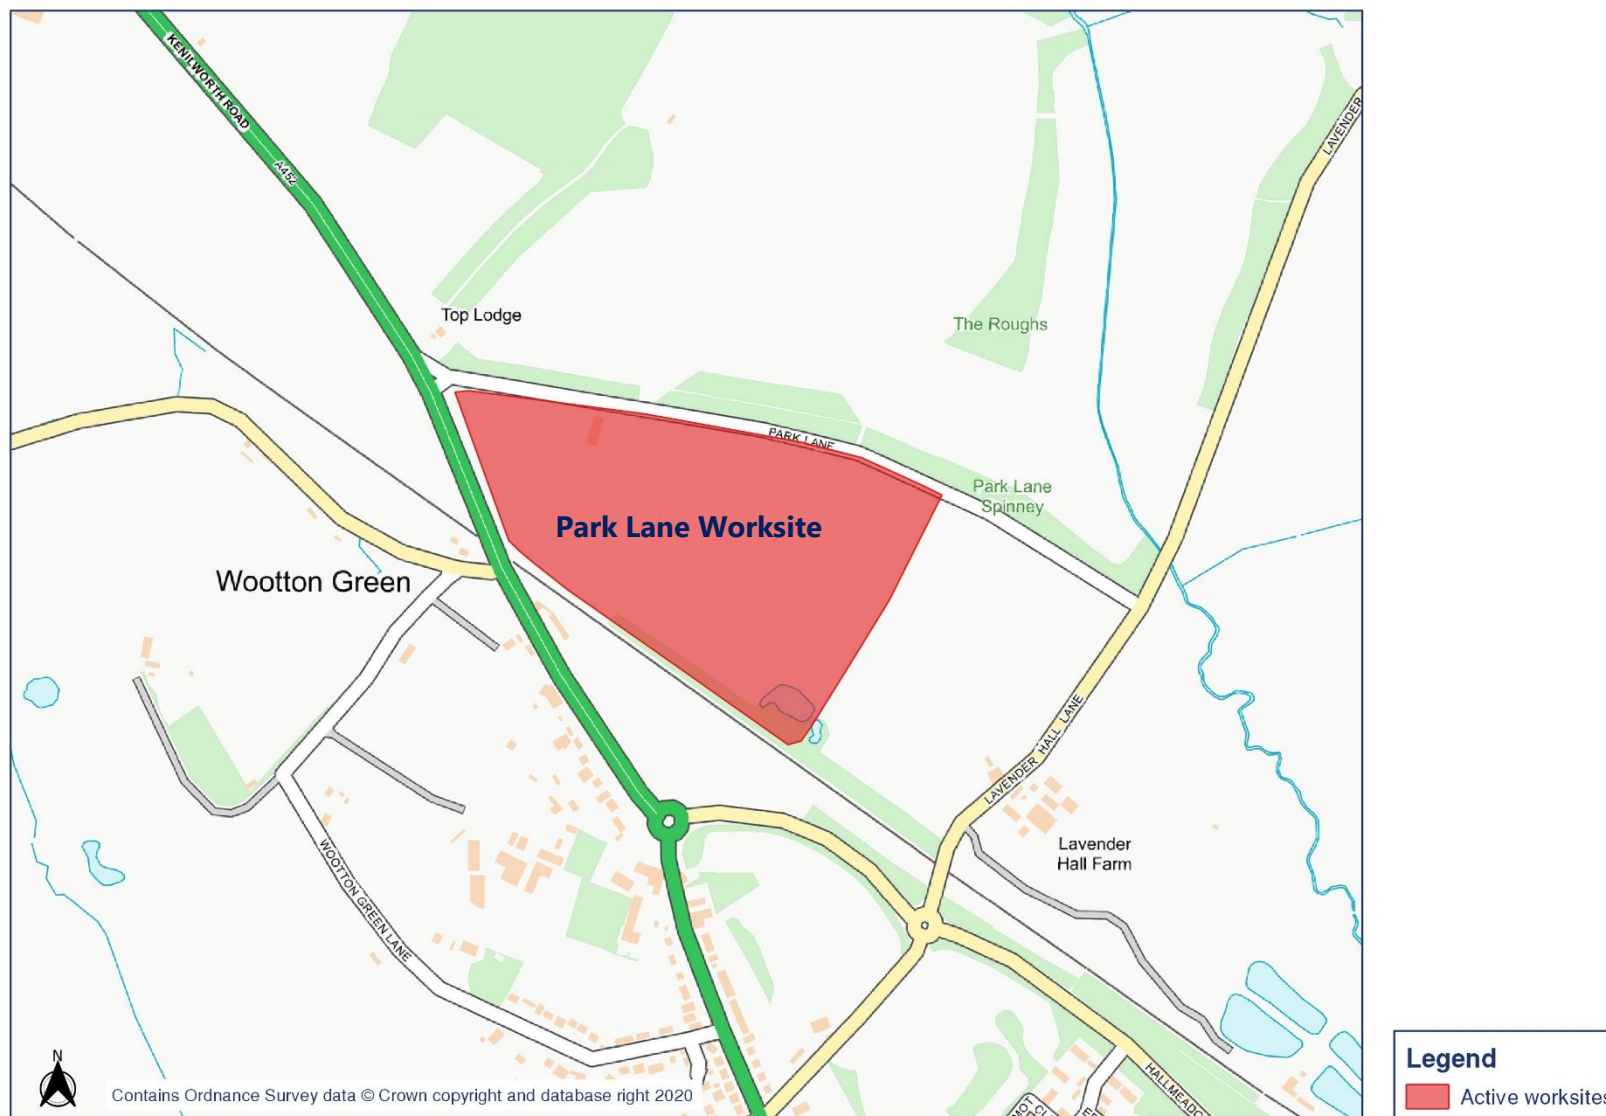 KENILWORTH ROAD
A452
LAVENDER
Top Lodge
The Roughs
PARK LANE
Park Lane
Spinney
Park Lane Worksite
Wootton Green
LAVENDER HALL LANE
Lavender
Hall Farm
WOOTTON GREEN LANE
HALLMEADOW
N
Contains Ordnance Survey data © Crown copyright and database right 2020
Legend
Active worksites